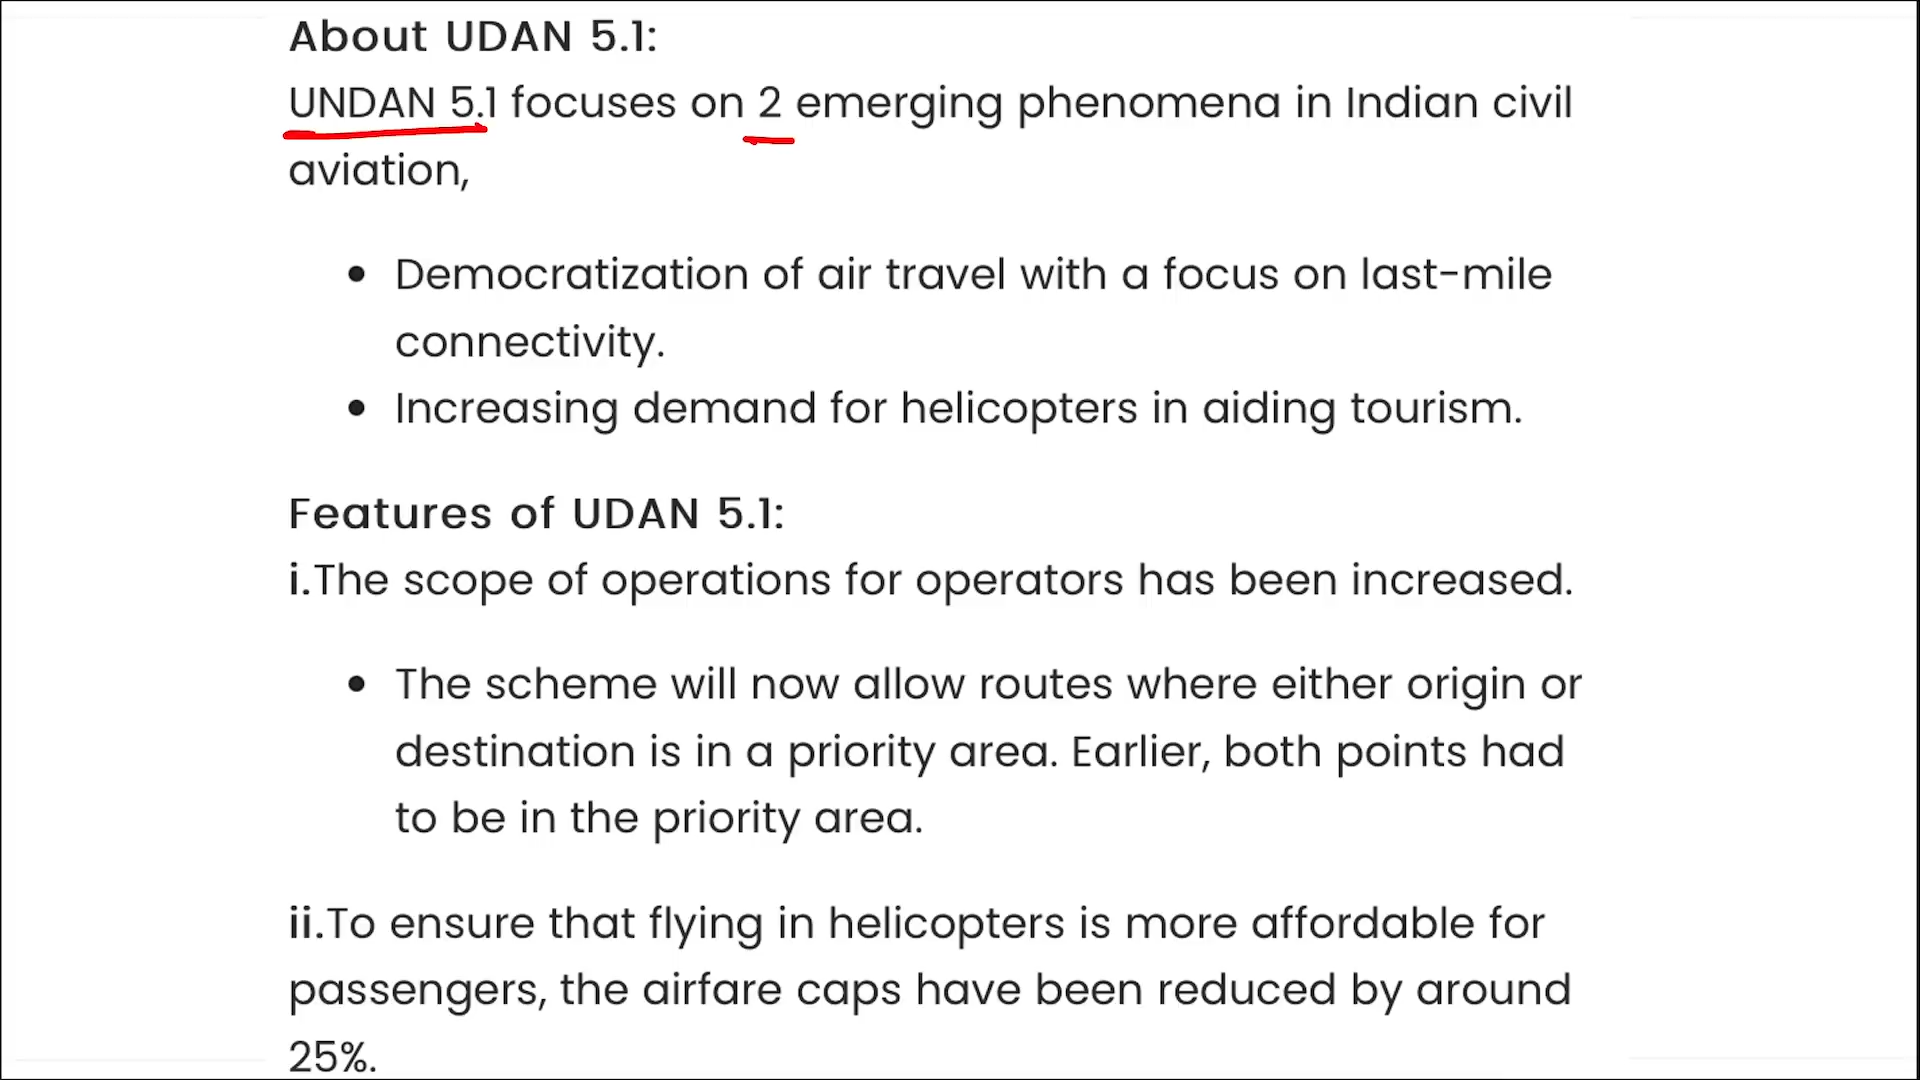 About UDAN 5.1:
UNDAN 5.1 focuses on 2 emerging phenomena in Indian civil
aviation,
• Democratization of air travel with a focus on last-mile
connectivity.
• Increasing demand for helicopters in aiding tourism.
Features of UDAN 5.1:
i.The scope of operations for operators has been increased.
• The scheme will now allow routes where either origin or
destination is in a priority area. Earlier, both points had
to be in the priority area.
ii.To ensure that flying in helicopters is more affordable for
passengers, the airfare caps have been reduced by around
25%.